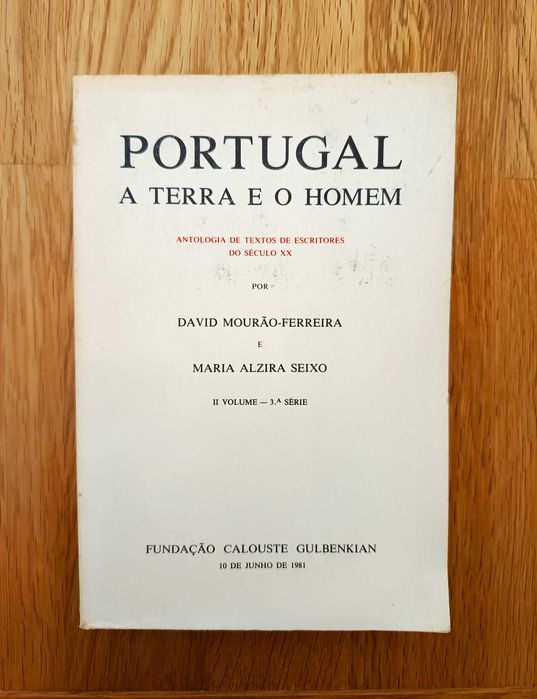 PORTUGAL
A TERRA E O HOMEM
ANTOLOGIA DE TEXTOS DE ESCRITORES
DO SÉCULO XX
POR
DAVID MOURÃO-FERREIRA
E
MARIA ALZIRA SEIXO
II VOLUME — 3.ª SÉRIE
FUNDAÇÃO CALOUSTE GULBENKIAN
10 DE JUNHO DE 1981